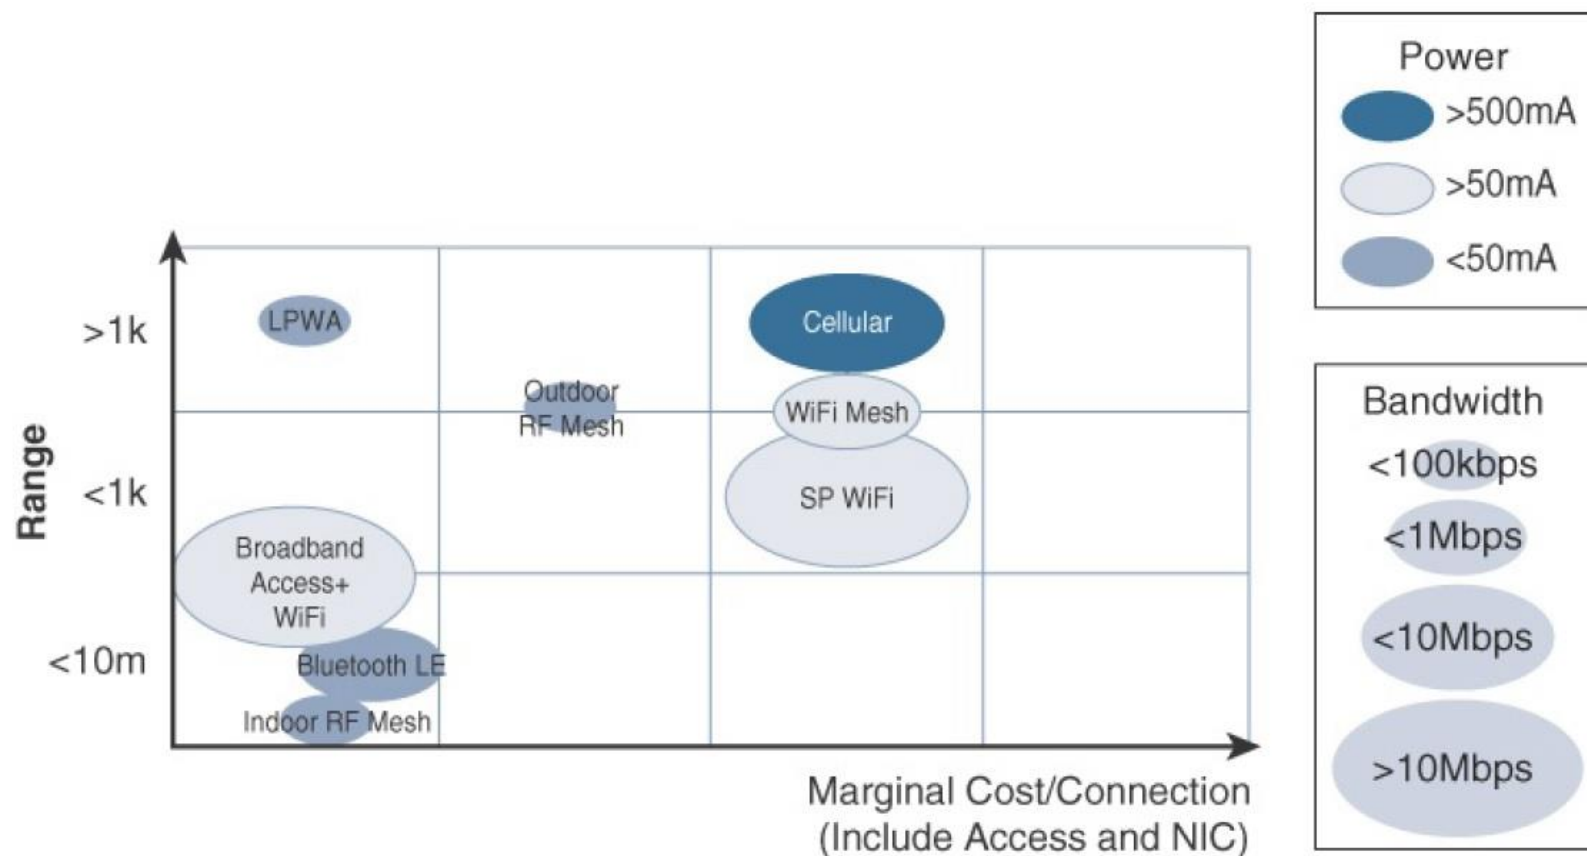 Power
>500mA
>50mA
<50mA
Bandwidth
<100kbps
<1Mbps
<10Mbps
>10Mbps
Range
>1k
<1k
<10m
LPWA
Outdoor
RF Mesh
Cellular
WiFi Mesh
SP WiFi
Broadband
Access+
WiFi
Bluetooth LE
Indoor RF Mesh
Marginal Cost/Connection
(Include Access and NIC)